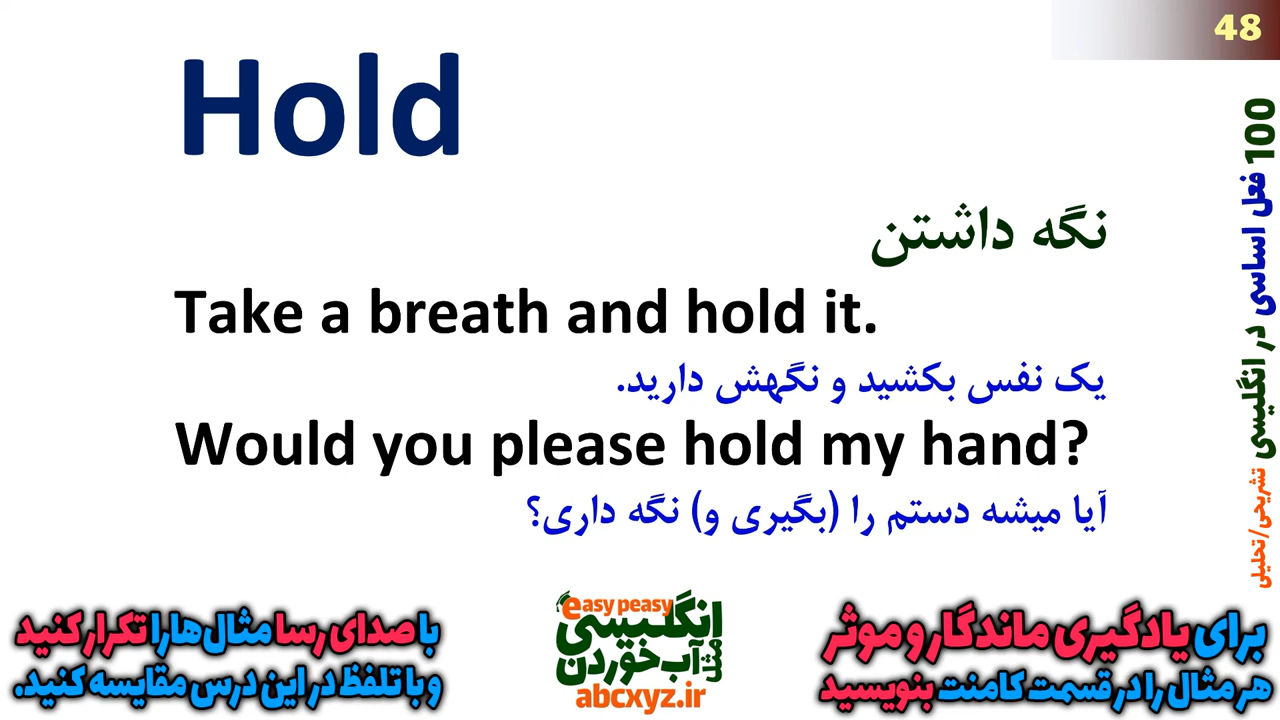 48
Hold
نگه داشتن
Take a breath and hold it.
یک نفس بکشید و نگهش دارید.
Would you please hold my hand?
آیا میشه دستم را (بگیری و) نگه داری؟
100 فعل اساسی در انگلیسی تشریحی/تحلیلی
برای یادگیری ماندگار و موثر
هر مثال را در قسمت کامنت بنویسید
easy peasy
انگلیسی
مثل آب خوردن
abcxyz.ir
با صدای رسا مثال‌ها را تکرار کنید
و با تلفظ در این درس مقایسه کنید.